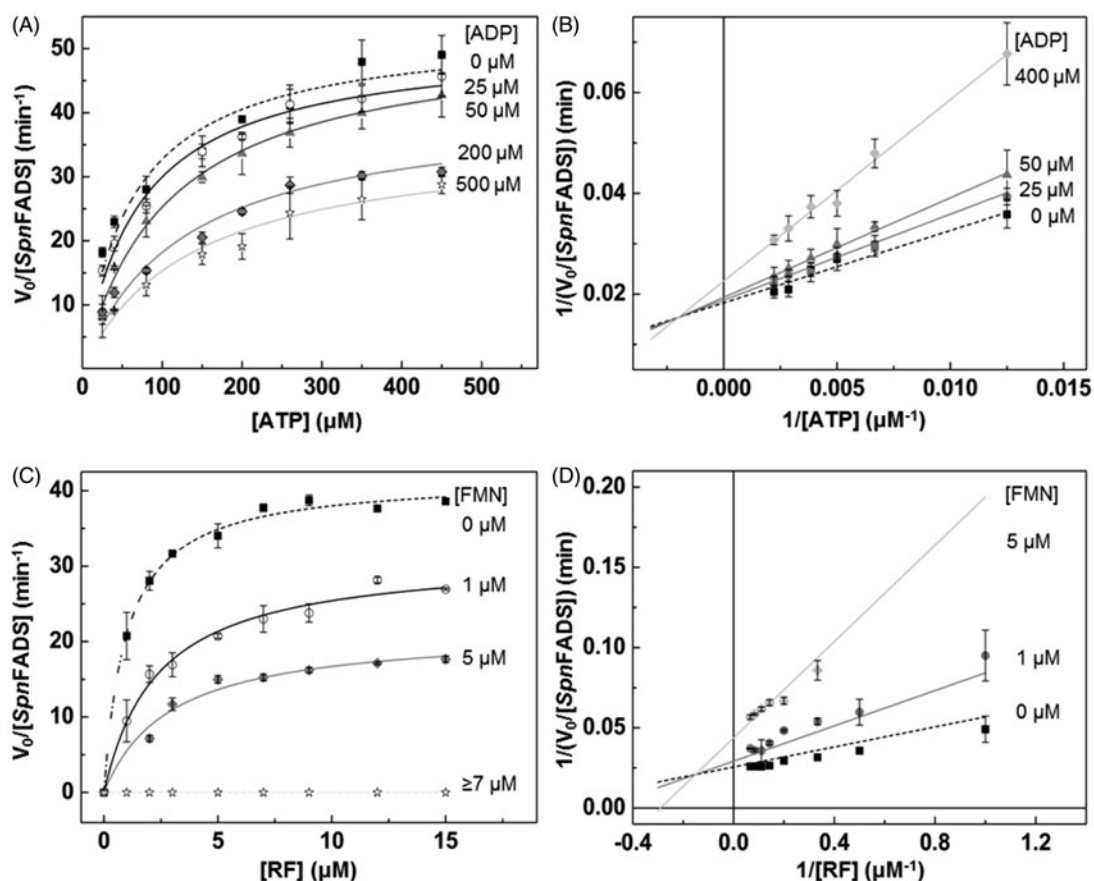 (A)
V₀/[SpnFADS] (min⁻¹)
50
40
30
20
10
0
100
200
300
400
500
[ATP] (µM)
[ADP]
0 µM
25 µM
50 µM
200 µM
500 µM
(B)
1/(V₀/[SpnFADS]) (min)
0.06
0.04
0.02
0.000
0.005
0.010
0.015
1/[ATP] (µM⁻¹)
[ADP]
400 µM
50 µM
25 µM
0 µM
(C)
V₀/[SpnFADS] (min⁻¹)
40
30
20
10
0
0
5
10
15
[RF] (µM)
[FMN]
0 µM
1 µM
5 µM
≥7 µM
(D)
1/(V₀/[SpnFADS]) (min)
0.20
0.15
0.10
0.05
0.00
-0.4
0.0
0.4
0.8
1.2
1/[RF] (µM⁻¹)
[FMN]
5 µM
1 µM
0 µM